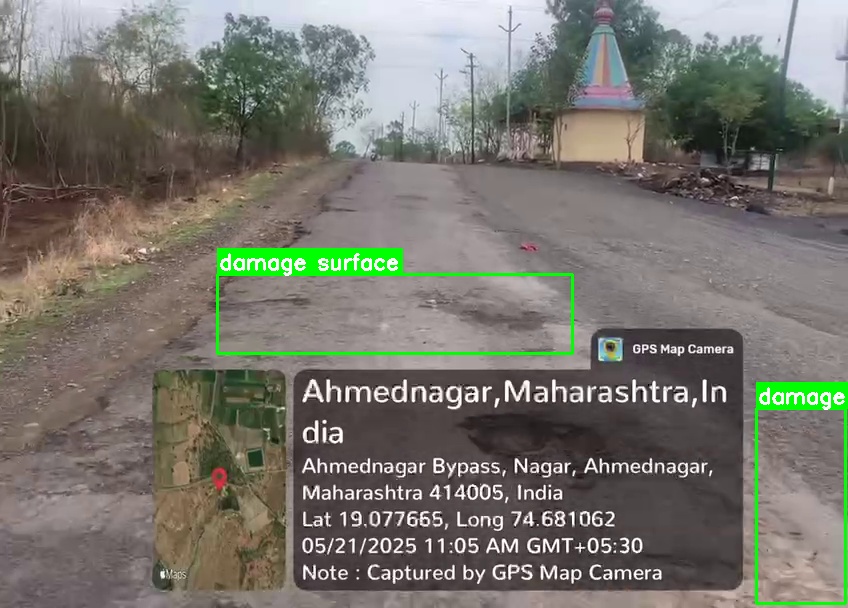 damage surface
GPS Map Camera
damage
Ahmednagar,Maharashtra,In
dia
Ahmednagar Bypass, Nagar, Ahmednagar,
Maharashtra 414005, India
Lat 19.077665, Long 74.681062
05/21/2025 11:05 AM GMT+05:30
Note : Captured by GPS Map Camera
Maps